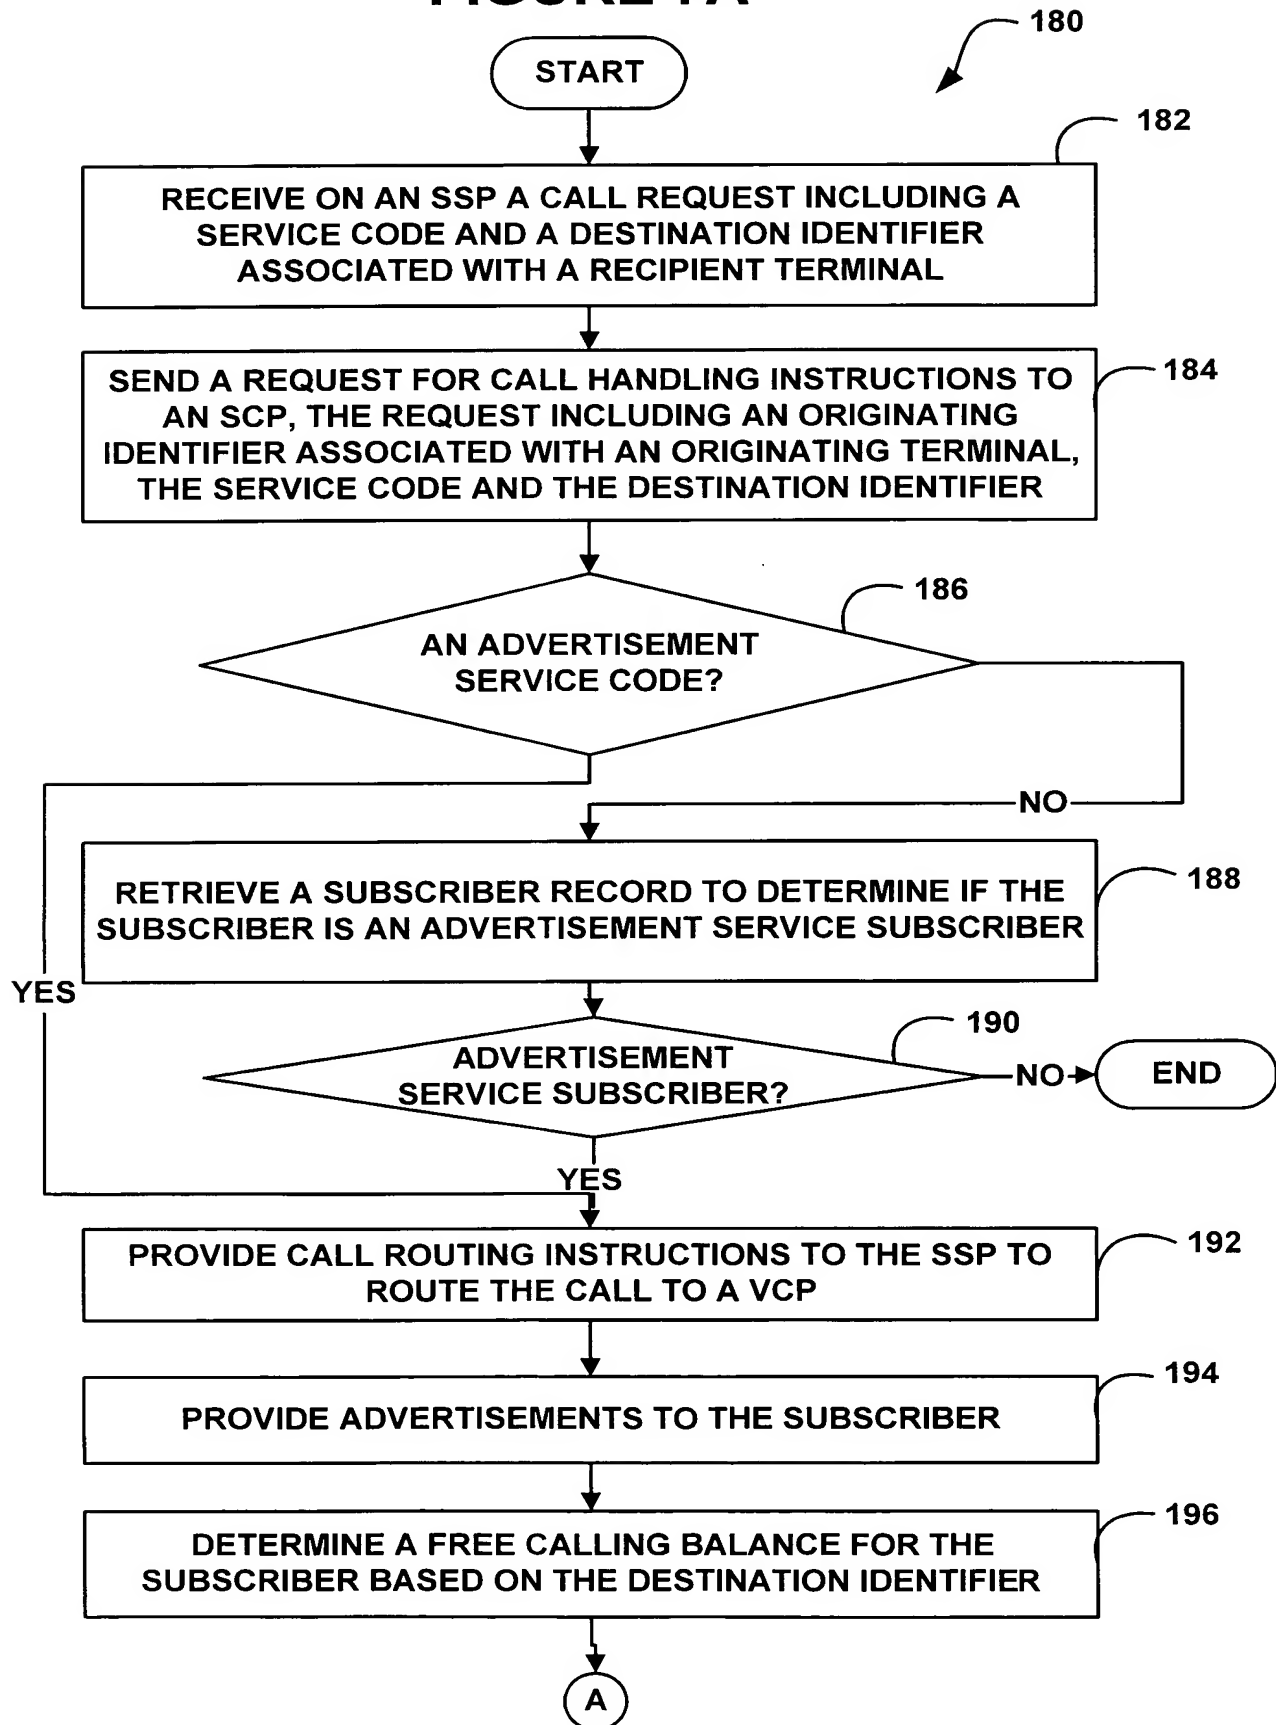 180
START
182
RECEIVE ON AN SSP A CALL REQUEST INCLUDING A
SERVICE CODE AND A DESTINATION IDENTIFIER
ASSOCIATED WITH A RECIPIENT TERMINAL
184
SEND A REQUEST FOR CALL HANDLING INSTRUCTIONS TO
AN SCP, THE REQUEST INCLUDING AN ORIGINATING
IDENTIFIER ASSOCIATED WITH AN ORIGINATING TERMINAL,
THE SERVICE CODE AND THE DESTINATION IDENTIFIER
186
AN ADVERTISEMENT
SERVICE CODE?
NO
188
RETRIEVE A SUBSCRIBER RECORD TO DETERMINE IF THE
SUBSCRIBER IS AN ADVERTISEMENT SERVICE SUBSCRIBER
YES
190
ADVERTISEMENT
SERVICE SUBSCRIBER?
NO
END
YES
192
PROVIDE CALL ROUTING INSTRUCTIONS TO THE SSP TO
ROUTE THE CALL TO A VCP
194
PROVIDE ADVERTISEMENTS TO THE SUBSCRIBER
196
DETERMINE A FREE CALLING BALANCE FOR THE
SUBSCRIBER BASED ON THE DESTINATION IDENTIFIER
A